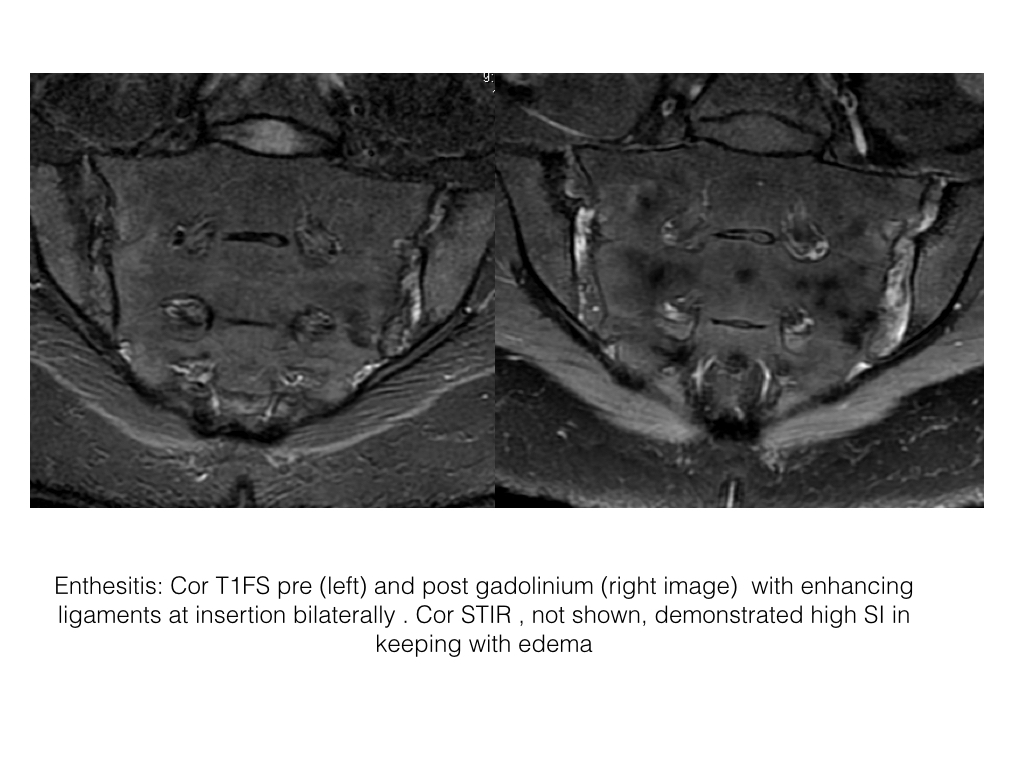 Enthesitis: Cor T1FS pre (left) and post gadolinium (right image)  with enhancing
ligaments at insertion bilaterally . Cor STIR , not shown, demonstrated high SI in
keeping with edema